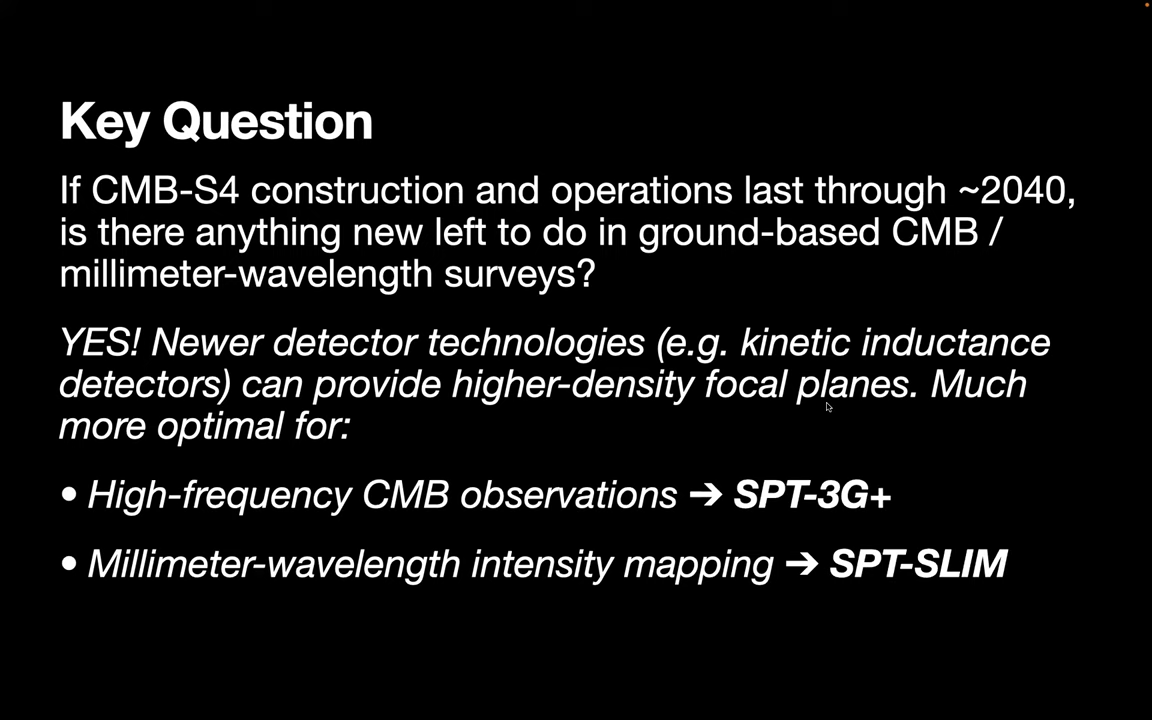 Key Question
If CMB-S4 construction and operations last through ~2040,
is there anything new left to do in ground-based CMB /
millimeter-wavelength surveys?
YES! Newer detector technologies (e.g. kinetic inductance
detectors) can provide higher-density focal planes. Much
more optimal for:
• High-frequency CMB observations ➔ SPT-3G+
• Millimeter-wavelength intensity mapping ➔ SPT-SLIM